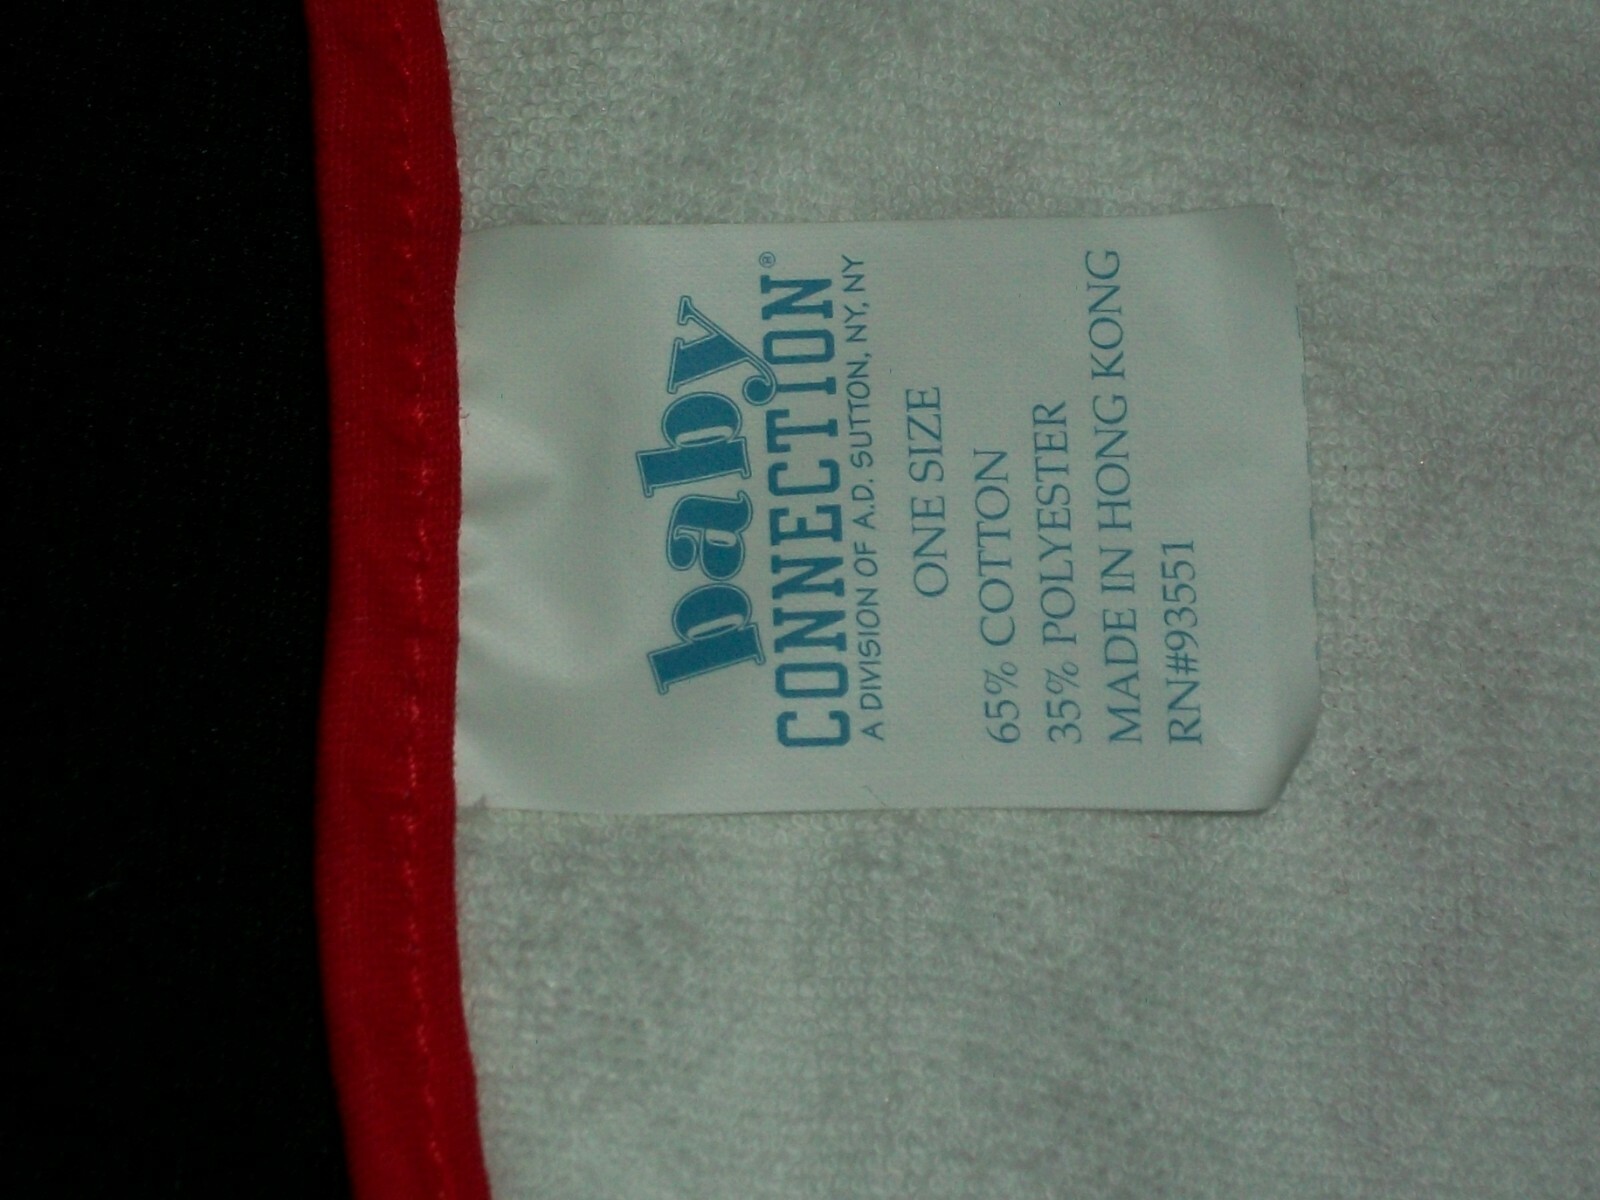 baby
CONNECTION®
A DIVISION OF A.D. SUTTON, NY, NY
ONE SIZE
65% COTTON
35% POLYESTER
MADE IN HONG KONG
RN#93551